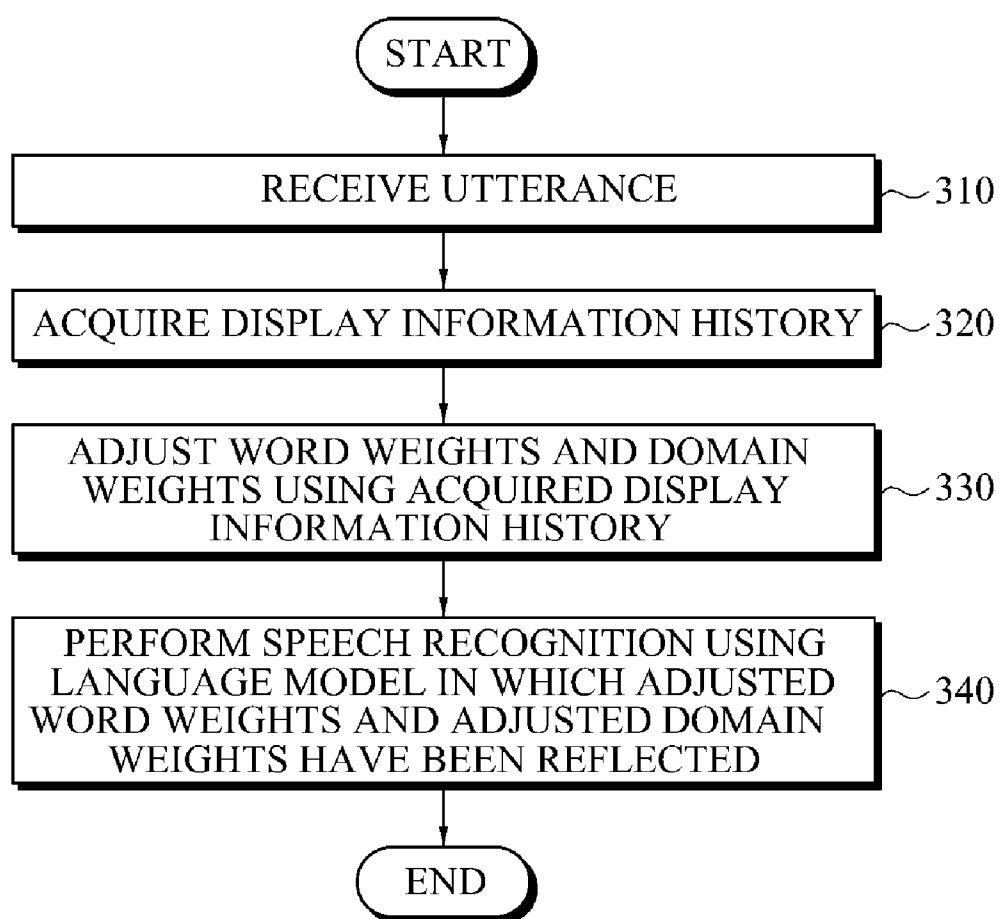 START
RECEIVE UTTERANCE
310
ACQUIRE DISPLAY INFORMATION HISTORY
320
ADJUST WORD WEIGHTS AND DOMAIN
WEIGHTS USING ACQUIRED DISPLAY
INFORMATION HISTORY
330
PERFORM SPEECH RECOGNITION USING
LANGUAGE MODEL IN WHICH ADJUSTED
WORD WEIGHTS AND ADJUSTED DOMAIN
WEIGHTS HAVE BEEN REFLECTED
340
END